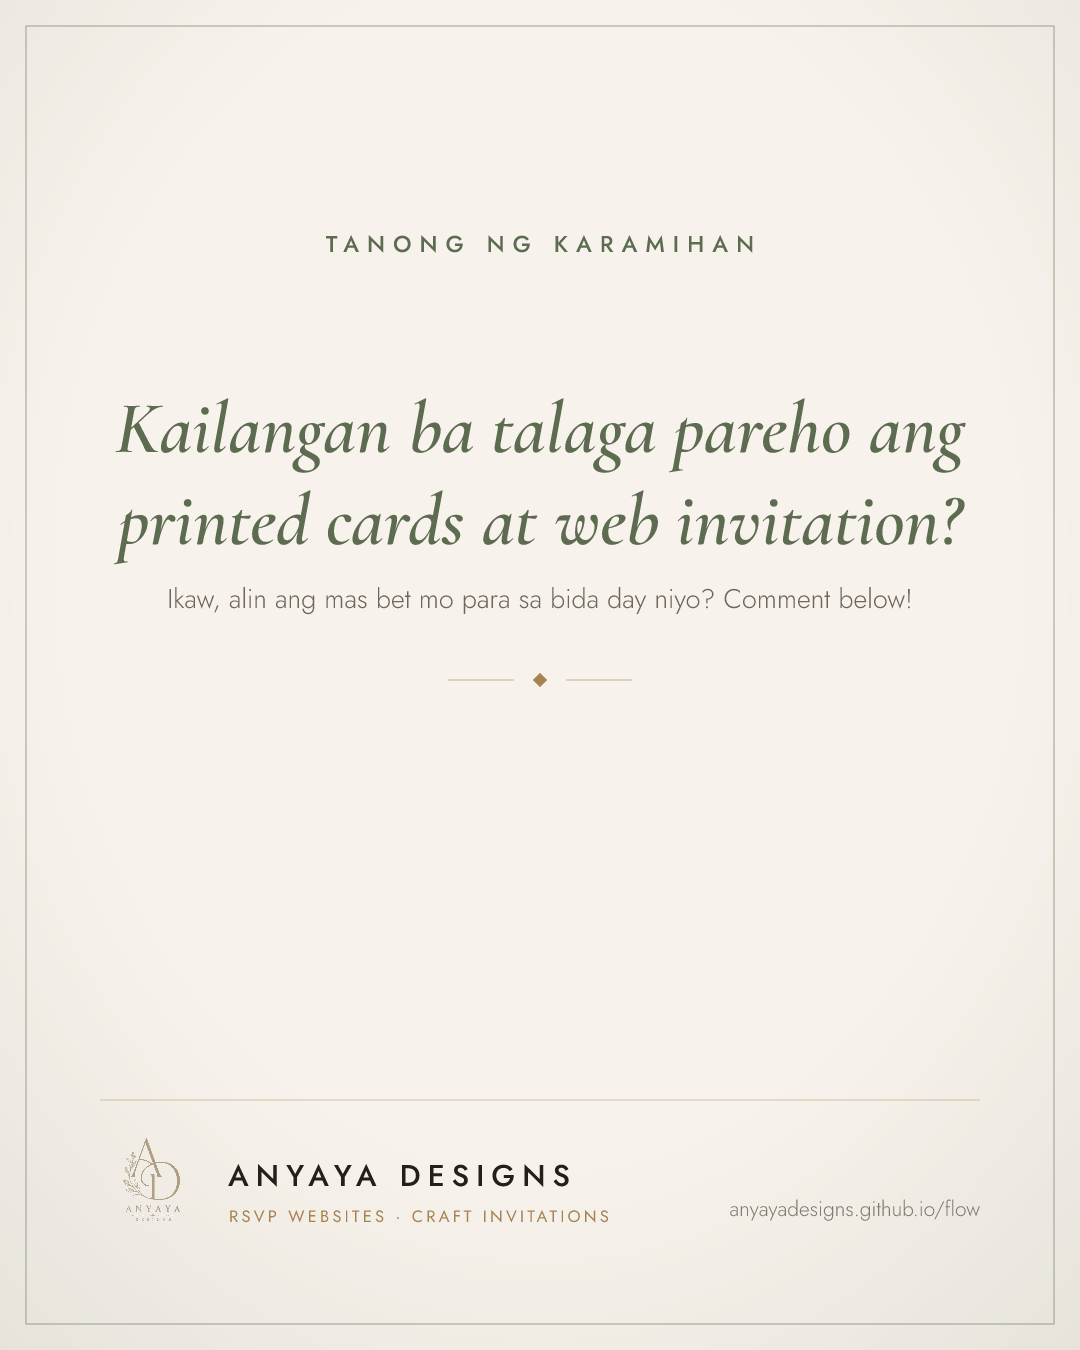 TANONG NG KARAMIHAN
Kailangan ba talaga pareho ang
printed cards at web invitation?
Ikaw, alin ang mas bet mo para sa bida day niyo? Comment below!
AD
ANYAYA
ANYAYA DESIGNS
RSVP WEBSITES · CRAFT INVITATIONS
anyayadesigns.github.io/flow